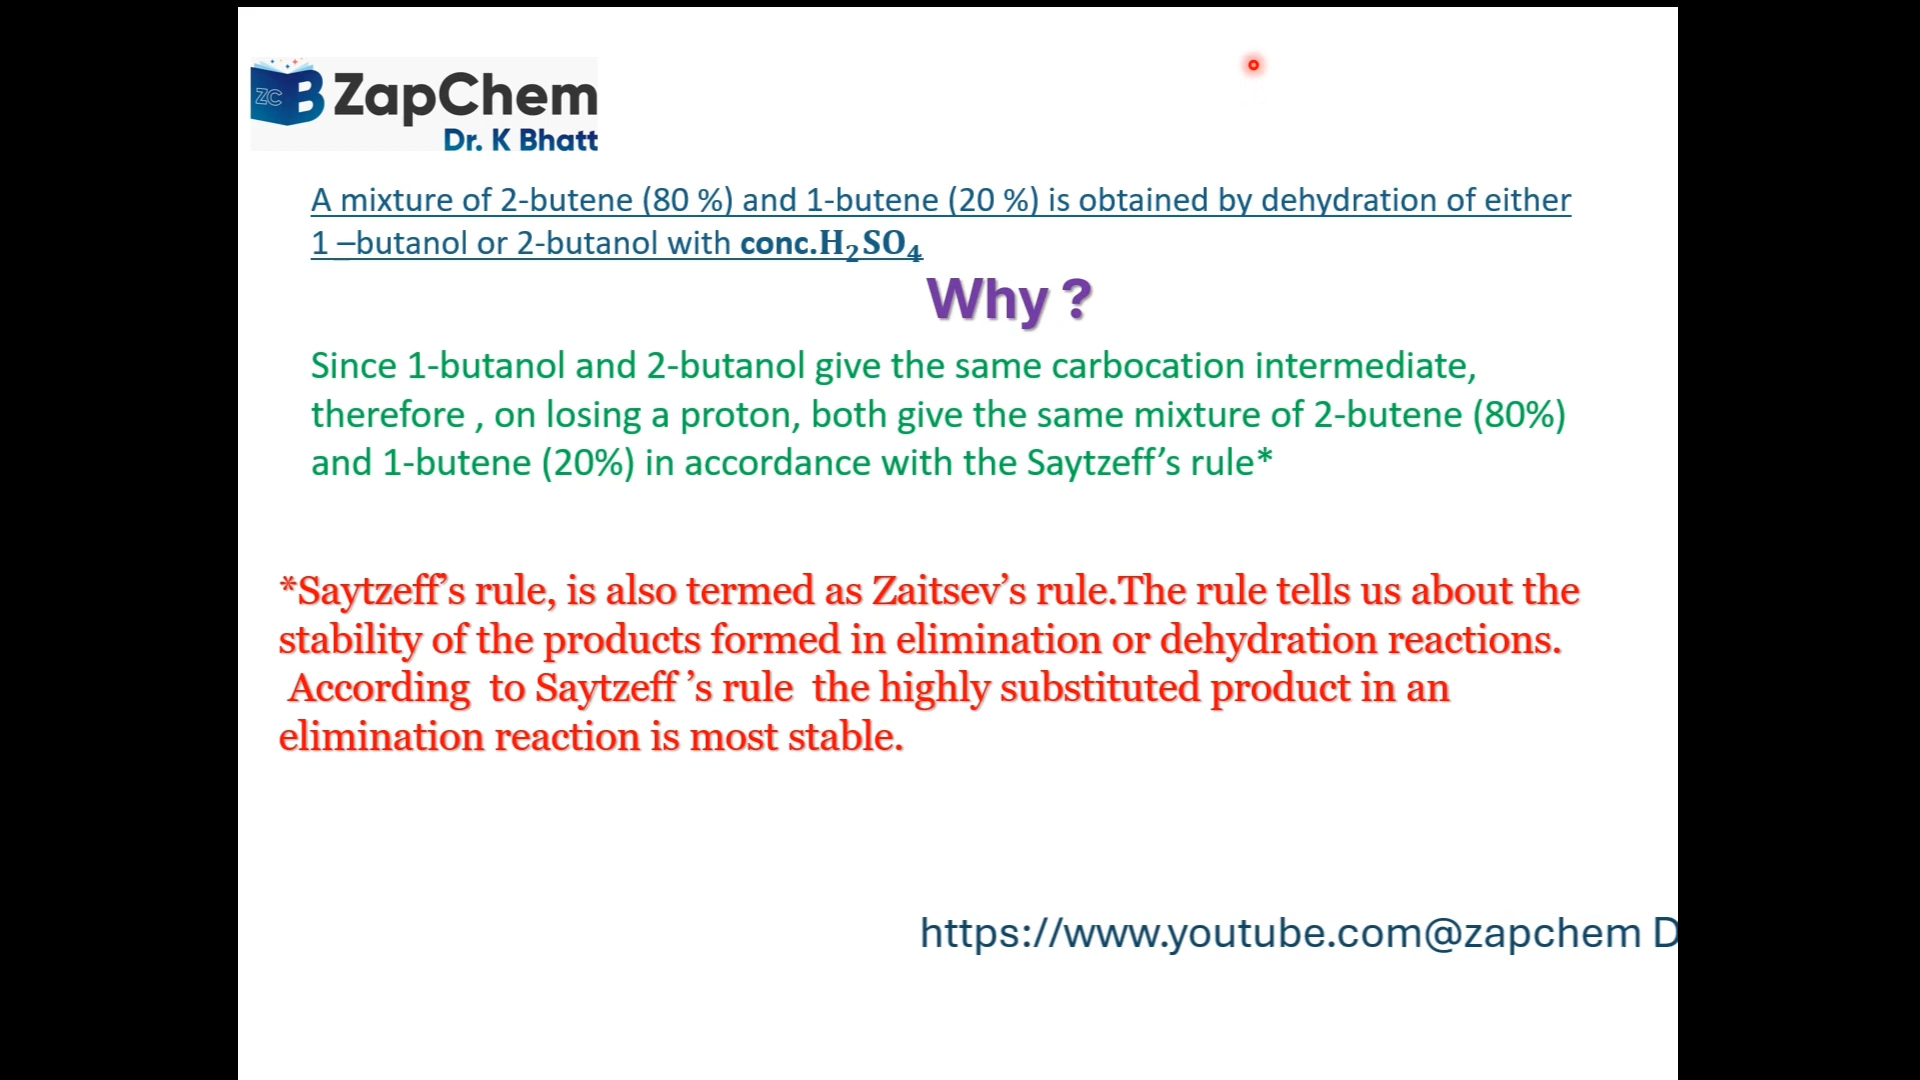 ZC B ZapChem
Dr. K Bhatt
A mixture of 2-butene (80 %) and 1-butene (20 %) is obtained by dehydration of either
1 –butanol or 2-butanol with conc.H₂SO₄
Why ?
Since 1-butanol and 2-butanol give the same carbocation intermediate,
therefore , on losing a proton, both give the same mixture of 2-butene (80%)
and 1-butene (20%) in accordance with the Saytzeff’s rule*
*Saytzeff’s rule, is also termed as Zaitsev’s rule.The rule tells us about the
stability of the products formed in elimination or dehydration reactions.
According to Saytzeff ’s rule the highly substituted product in an
elimination reaction is most stable.
https://www.youtube.com@zapchem D